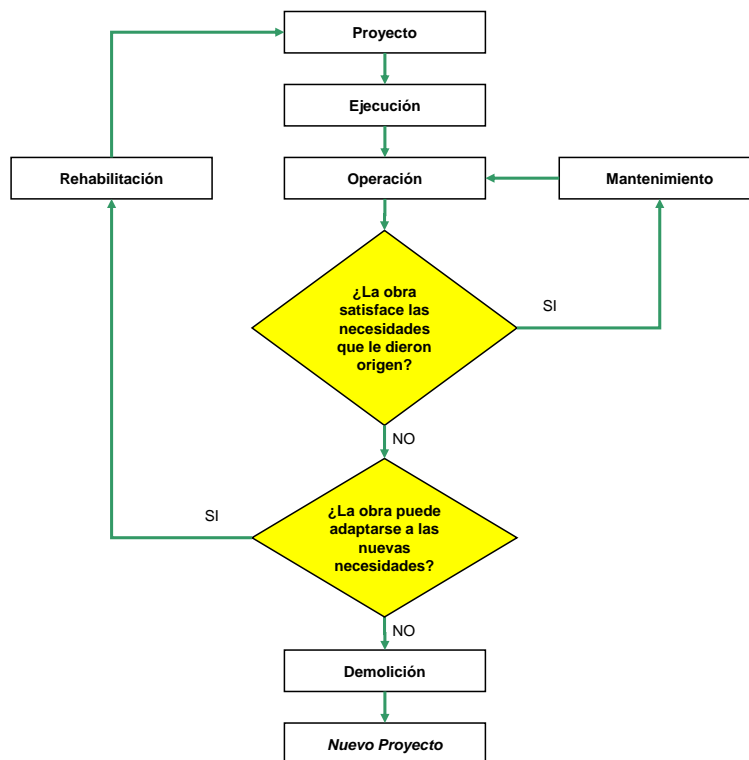 Proyecto
Ejecución
Rehabilitación
Operación
Mantenimiento
¿La obra
satisface las
necesidades
que le dieron
origen?
SI
NO
¿La obra puede
adaptarse a las
nuevas
necesidades?
SI
NO
Demolición
Nuevo Proyecto